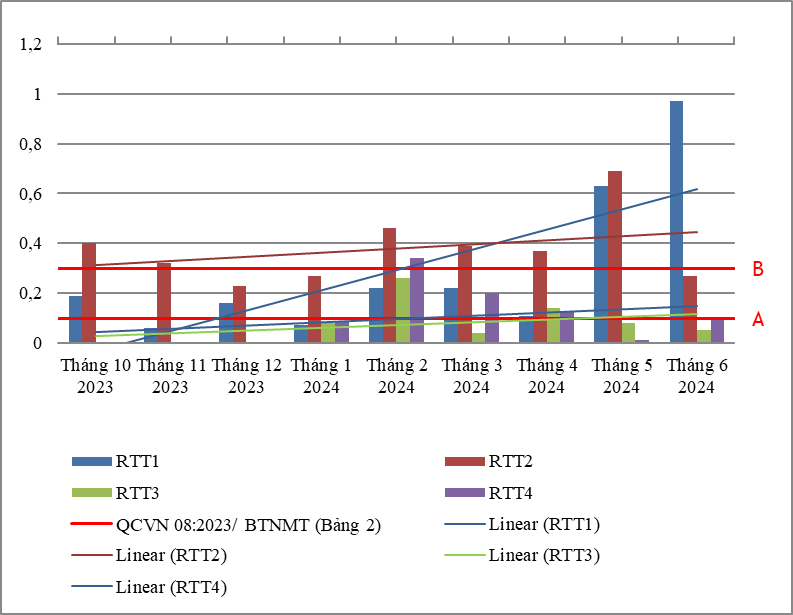 1,2
1
0,8
0,6
0,4
0,2
0
B
A
Tháng 10 2023
Tháng 11 2023
Tháng 12 2023
Tháng 1 2024
Tháng 2 2024
Tháng 3 2024
Tháng 4 2024
Tháng 5 2024
Tháng 6 2024
RTT1
RTT2
RTT3
RTT4
QCVN 08:2023/ BTNMT (Bảng 2)
Linear (RTT1)
Linear (RTT2)
Linear (RTT3)
Linear (RTT4)